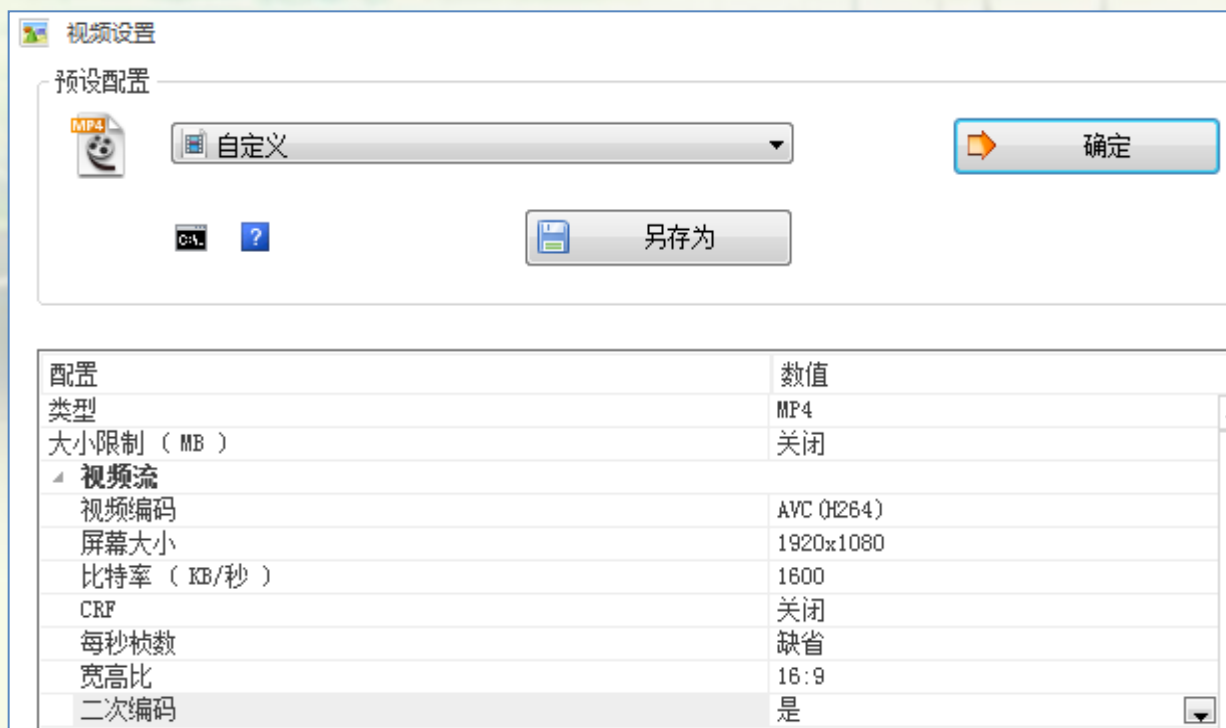 视频设置
预设配置
MP4
自定义
确定
C:\.
?
另存为
配置 数值
类型 MP4
大小限制 ( MB ) 关闭
视频流
视频编码 AVC(H264)
屏幕大小 1920x1080
比特率 ( KB/秒 ) 1600
CRF 关闭
每秒桢数 缺省
宽高比 16:9
二次编码 是